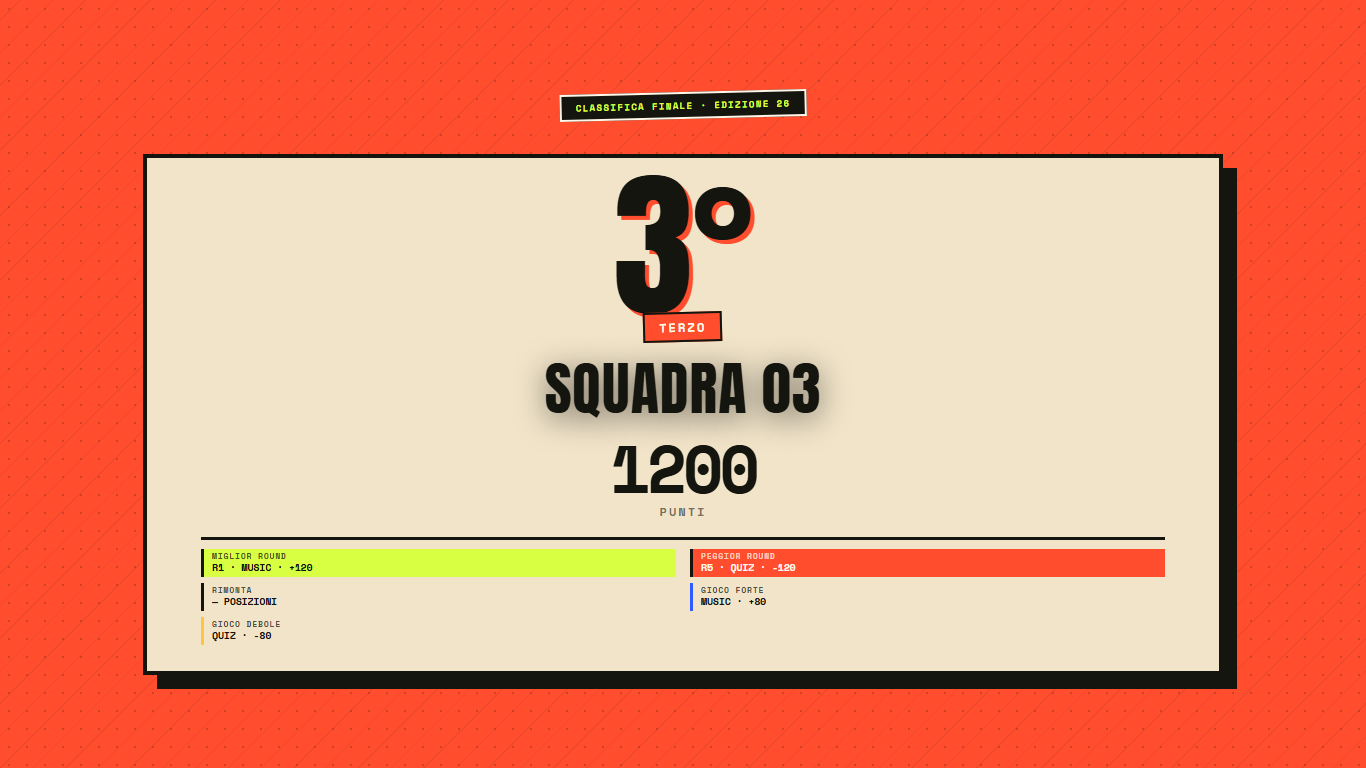 CLASSIFICA FINALE · EDIZIONE 26
3°
TERZO
SQUADRA 03
1200
PUNTI
MIGLIOR ROUND
R1 · MUSIC · +120
PEGGIOR ROUND
R5 · QUIZ · -120
RIMONTA
— POSIZIONI
GIOCO FORTE
MUSIC · +80
GIOCO DEBOLE
QUIZ · -80